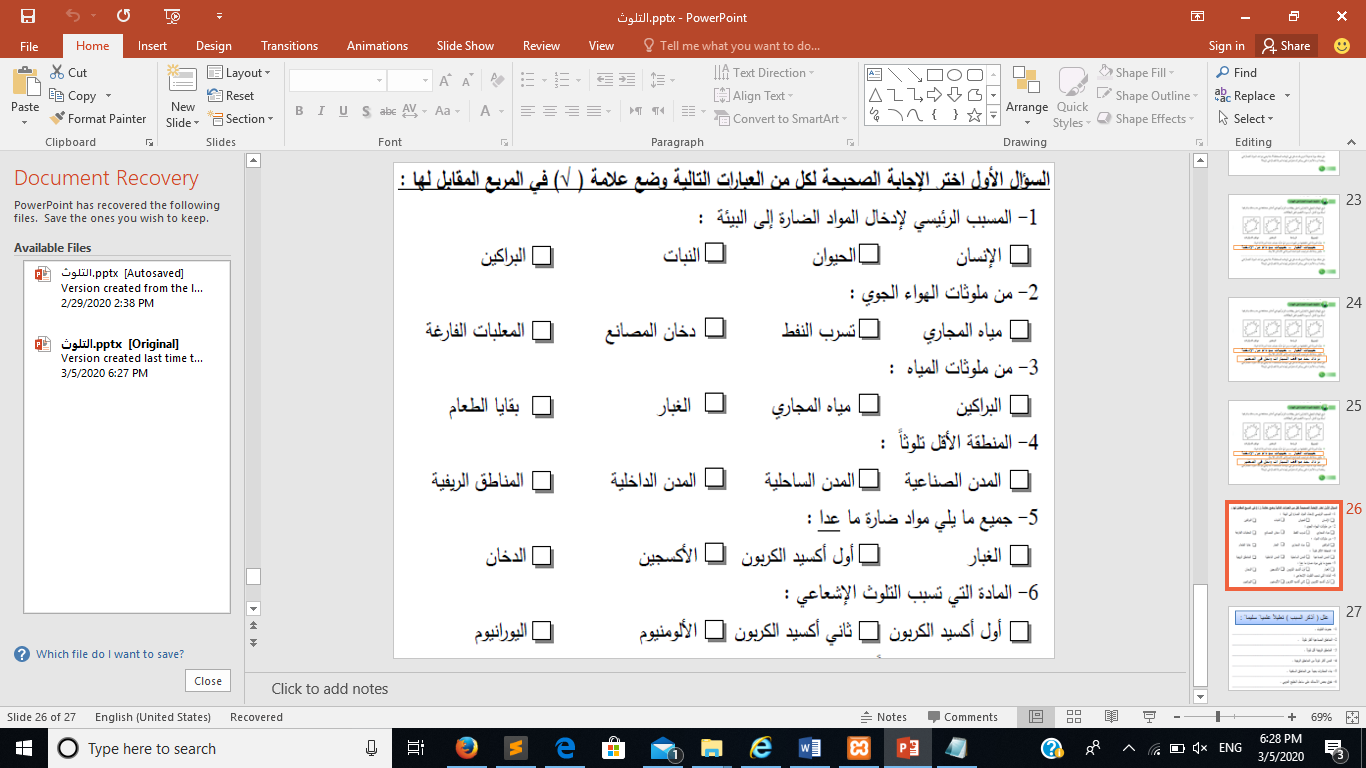 التلوث.pptx - PowerPoint
File Home Insert Design Transitions Animations Slide Show Review View Tell me what you want to do... Sign in Share
Paste
Cut
Copy
Format Painter
Clipboard
New Slide
Layout
Reset
Section
Slides
B I U S abc AV Aa A
Font
Text Direction
Align Text
Convert to SmartArt
Paragraph
Arrange
Quick Styles
Shape Fill
Shape Outline
Shape Effects
Drawing
Find
Replace
Select
Editing
Document Recovery
PowerPoint has recovered the following
files. Save the ones you wish to keep.
Available Files
التلوث.pptx [Autosaved]
Version created from the l...
2/29/2020 2:38 PM
التلوث.pptx [Original]
Version created last time t...
3/5/2020 6:27 PM
Which file do I want to save?
Close
السؤال الأول اختر الإجابة الصحيحة لكل من العبارات التالية وضع علامة ( √ ) في المربع المقابل لها :
1- المسبب الرئيسي لإدخال المواد الضارة إلى البيئة :
الإنسان الحيوان النبات البراكين
2- من ملوثات الهواء الجوي :
مياه المجاري تسرب النفط دخان المصانع المعلبات الفارغة
3- من ملوثات المياه :
البراكين مياه المجاري الغبار بقايا الطعام
4- المنطقة الأقل تلوثاً :
المدن الصناعية المدن الساحلية المدن الداخلية المناطق الريفية
5- جميع ما يلي مواد ضارة ما عدا :
الغبار أول أكسيد الكربون الأكسجين الدخان
6- المادة التي تسبب التلوث الإشعاعي :
أول أكسيد الكربون ثاني أكسيد الكربون الألومنيوم اليورانيوم
Click to add notes
23
24
25
26
27
علل ( أذكر السبب ) تعليلاً علمياً سليماً :
Slide 26 of 27 English (United States) Recovered Notes Comments 69%
Type here to search
1
ENG
6:28 PM
3/5/2020
3